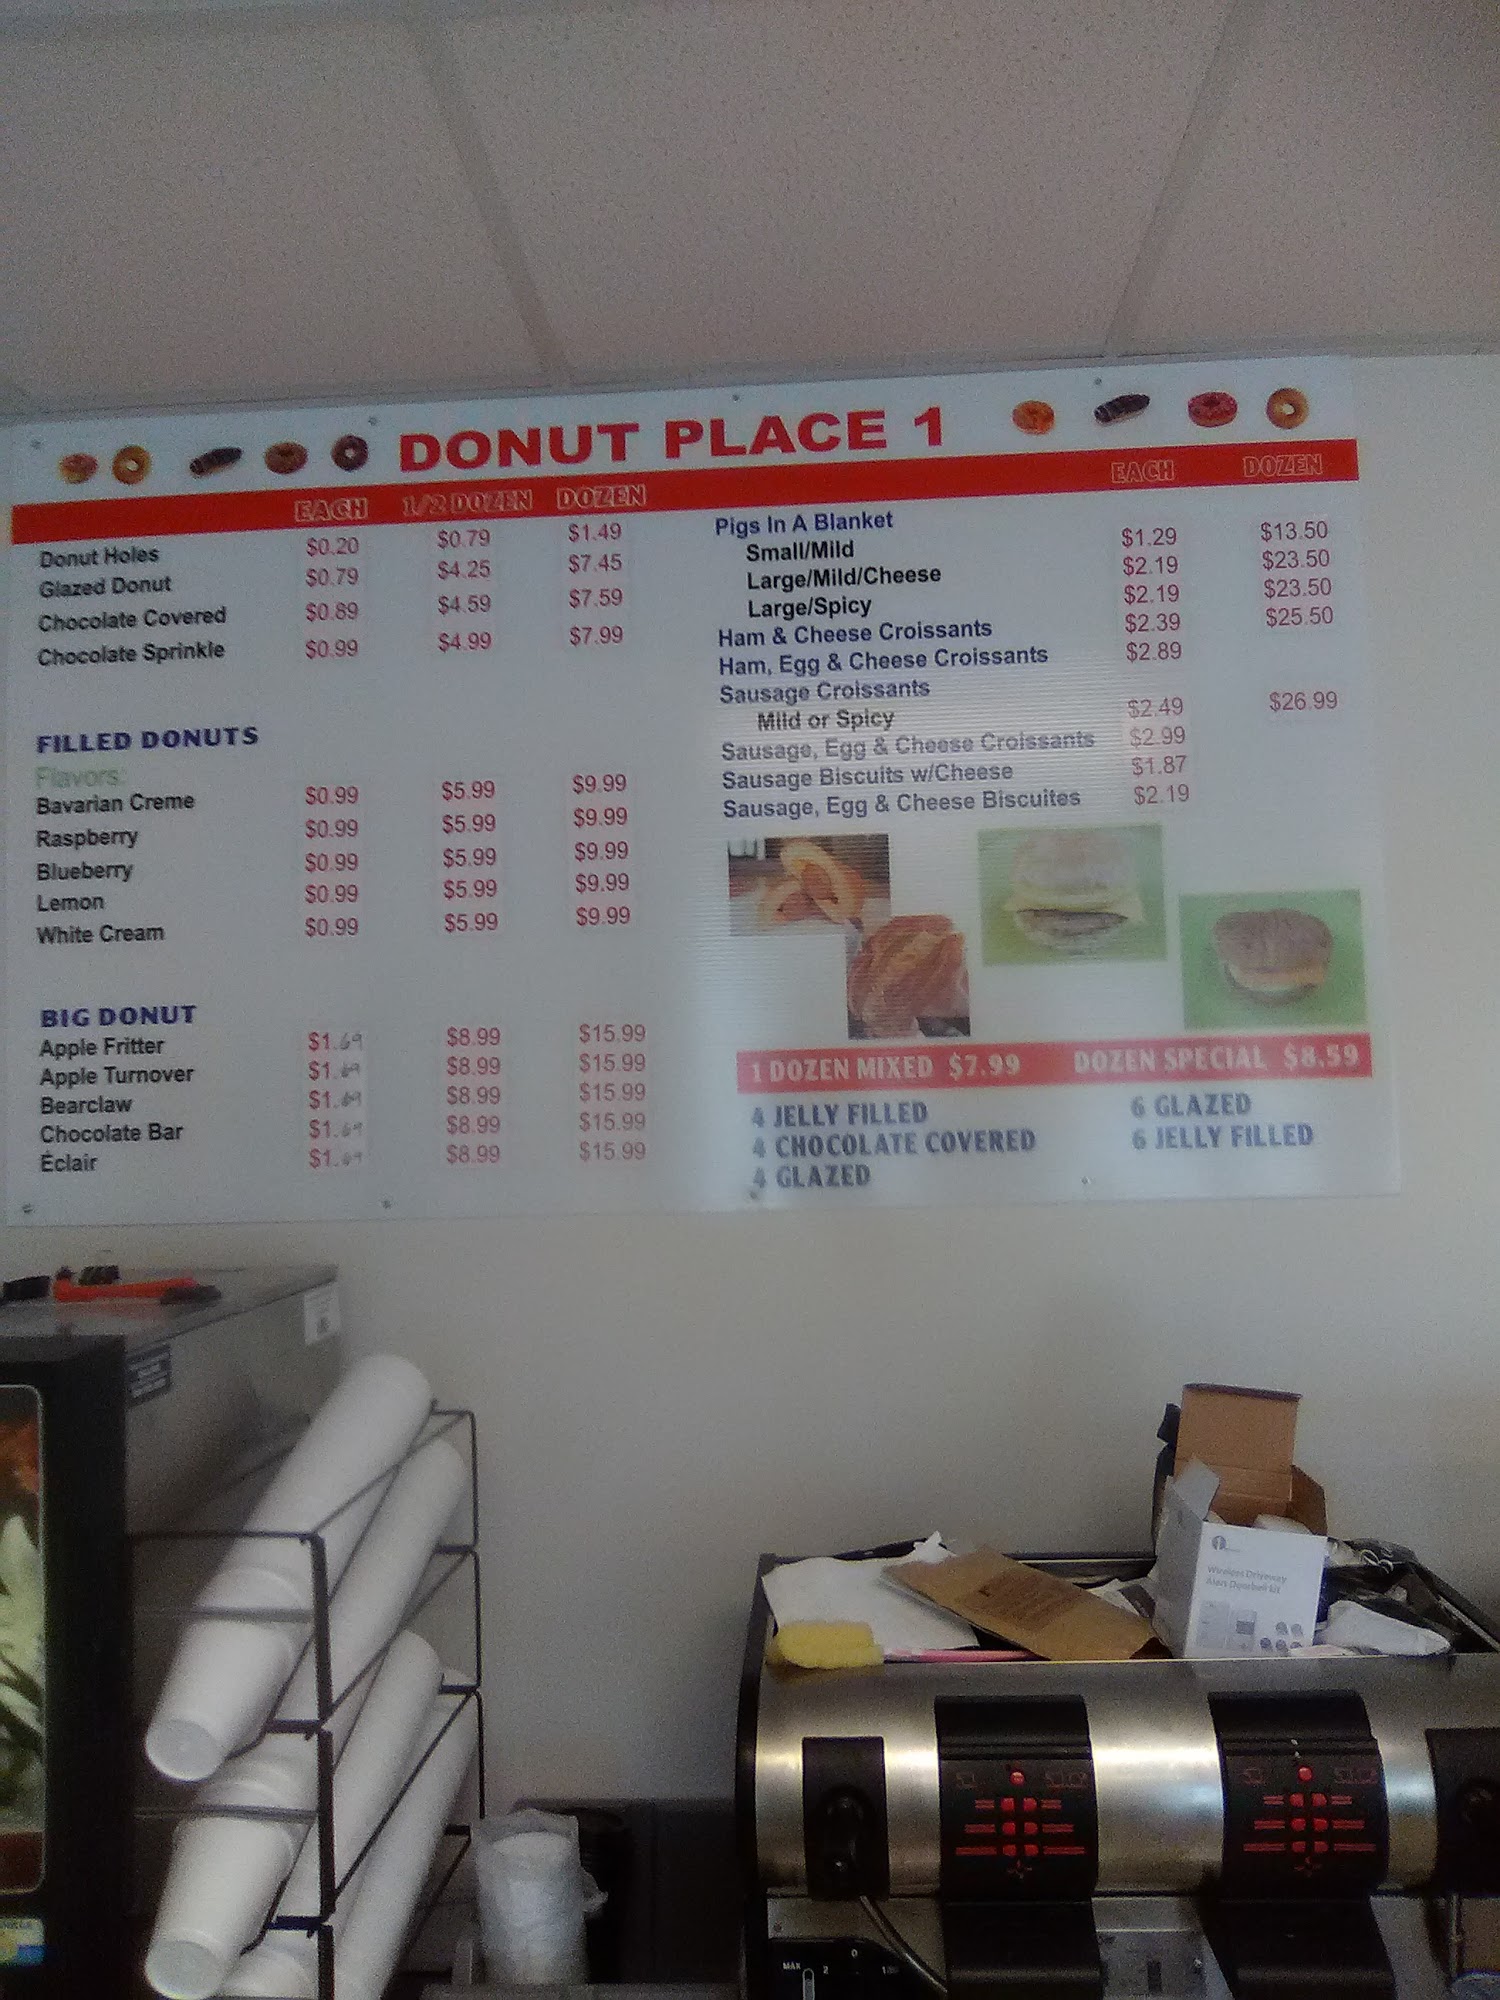 DONUT PLACE 1
EACH 1/2 DOZEN DOZEN
Donut Holes $0.20 $0.79 $1.49
Glazed Donut $0.79 $4.25 $7.45
Chocolate Covered $0.89 $4.59 $7.59
Chocolate Sprinkle $0.99 $4.99 $7.99
FILLED DONUTS
Flavors:
Bavarian Creme $0.99 $5.99 $9.99
Raspberry $0.99 $5.99 $9.99
Blueberry $0.99 $5.99 $9.99
Lemon $0.99 $5.99 $9.99
White Cream $0.99 $5.99 $9.99
BIG DONUT
Apple Fritter $1.69 $8.99 $15.99
Apple Turnover $1.69 $8.99 $15.99
Bearclaw $1.69 $8.99 $15.99
Chocolate Bar $1.69 $8.99 $15.99
Éclair $1.69 $8.99 $15.99
EACH DOZEN
Pigs In A Blanket
Small/Mild $1.29 $13.50
Large/Mild/Cheese $2.19 $23.50
Large/Spicy $2.19 $23.50
Ham & Cheese Croissants $2.39 $25.50
Ham, Egg & Cheese Croissants $2.89
Sausage Croissants
Mild or Spicy $2.49 $26.99
Sausage, Egg & Cheese Croissants $2.99
Sausage Biscuits w/Cheese $1.87
Sausage, Egg & Cheese Biscuites $2.19
1 DOZEN MIXED $7.99
4 JELLY FILLED
4 CHOCOLATE COVERED
4 GLAZED
DOZEN SPECIAL $8.59
6 GLAZED
6 JELLY FILLED
Wireless Driveway
Alert Doorbell Kit
MAX 2 0 1